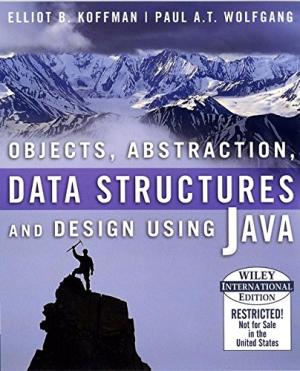 ELLIOT B. KOFFMAN | PAUL A.T. WOLFGANG
OBJECTS, ABSTRACTION,
DATA STRUCTURES
AND DESIGN USING JAVA
WILEY
INTERNATIONAL
EDITION
RESTRICTED!
Not for Sale
in the
United States